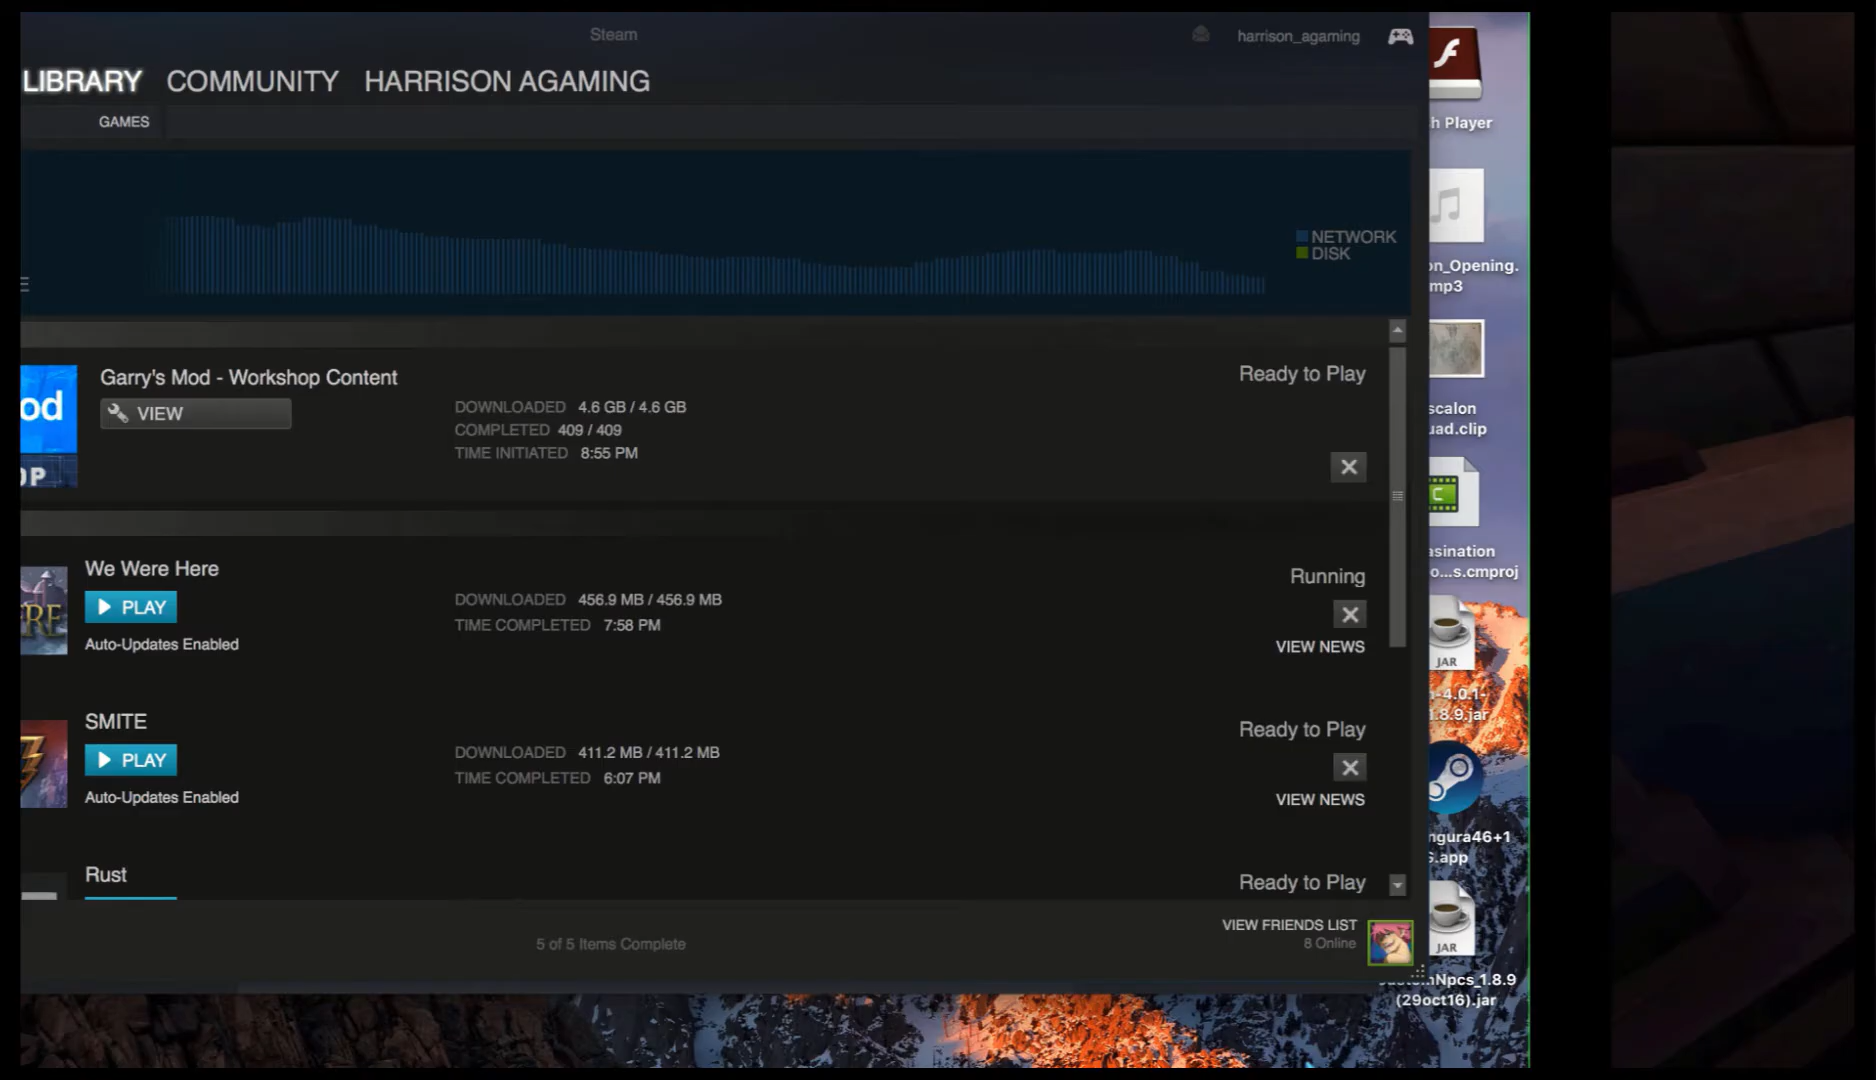 Steam
harrison_agaming
LIBRARY COMMUNITY HARRISON AGAMING
GAMES
NETWORK
DISK
E
Garry's Mod - Workshop Content
VIEW
DOWNLOADED 4.6 GB / 4.6 GB
COMPLETED 409 / 409
TIME INITIATED 8:55 PM
Ready to Play
od
OP
We Were Here
PLAY
Auto-Updates Enabled
DOWNLOADED 456.9 MB / 456.9 MB
TIME COMPLETED 7:58 PM
Running
VIEW NEWS
RE
SMITE
PLAY
Auto-Updates Enabled
DOWNLOADED 411.2 MB / 411.2 MB
TIME COMPLETED 6:07 PM
Ready to Play
VIEW NEWS
Rust
Ready to Play
5 of 5 Items Complete
VIEW FRIENDS LIST
8 Online
h Player
on_Opening.
mp3
scalon
uad.clip
C
asination
o...s.cmproj
JAR
n-4.0.1-
1.8.9.jar
ngura46+1
S.app
JAR
customNpcs_1.8.9
(29oct16).jar